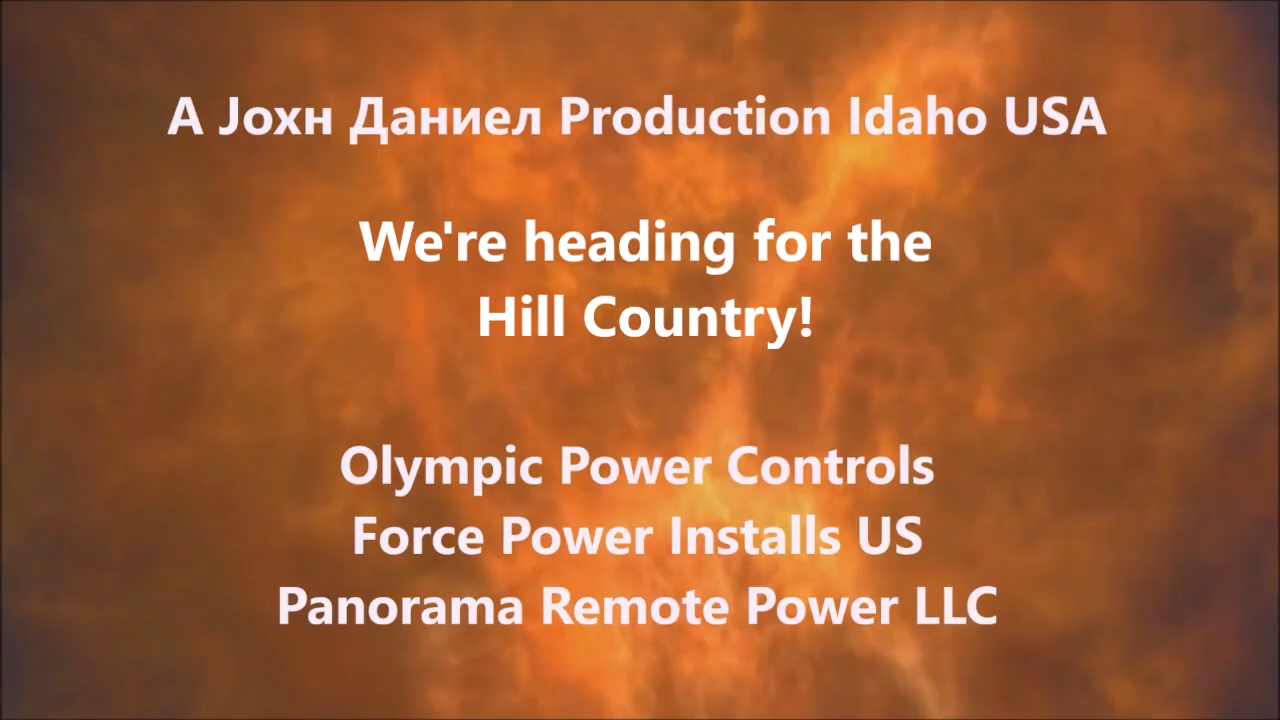 A Јохн Даниел Production Idaho USA
We're heading for the
Hill Country!
Olympic Power Controls
Force Power Installs US
Panorama Remote Power LLC